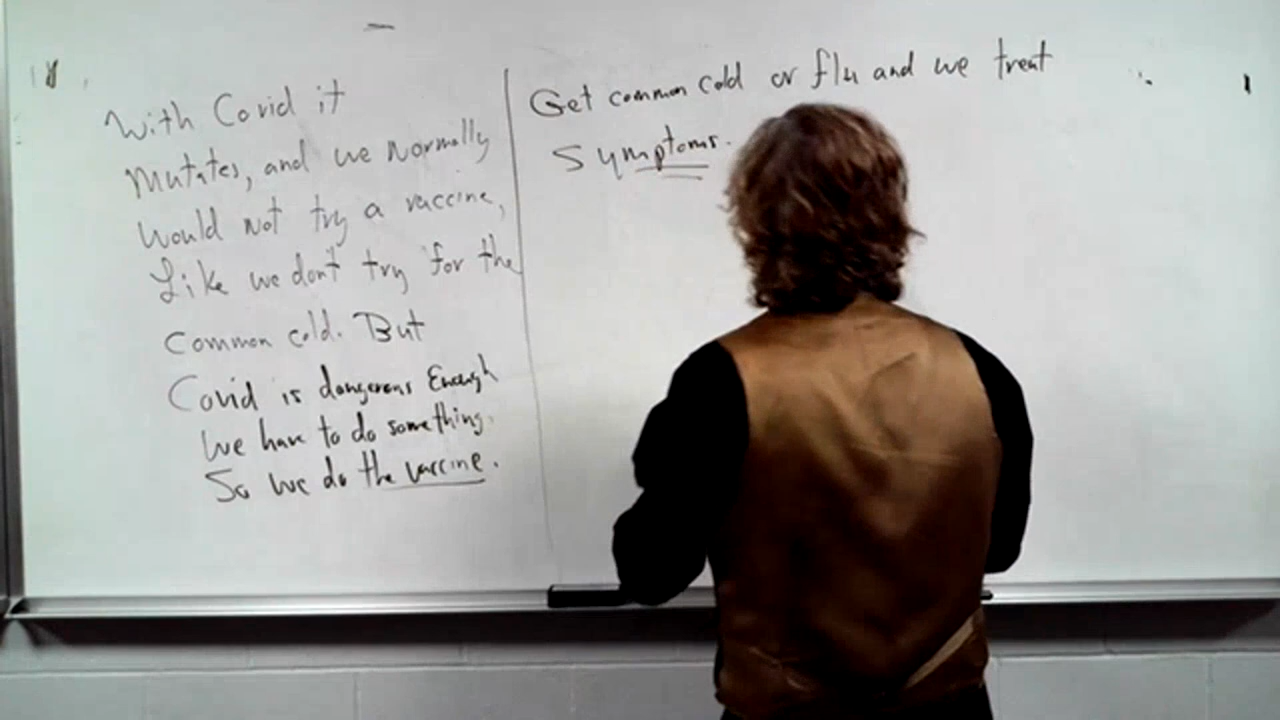 With Covid it
Mutates, and we normally
Would not try a vaccine,
Like we don't try for the
Common cold. But
Covid is dangerous Enough
We have to do something.
So we do the vaccine.
Get common cold or flu and we treat
Symptoms.